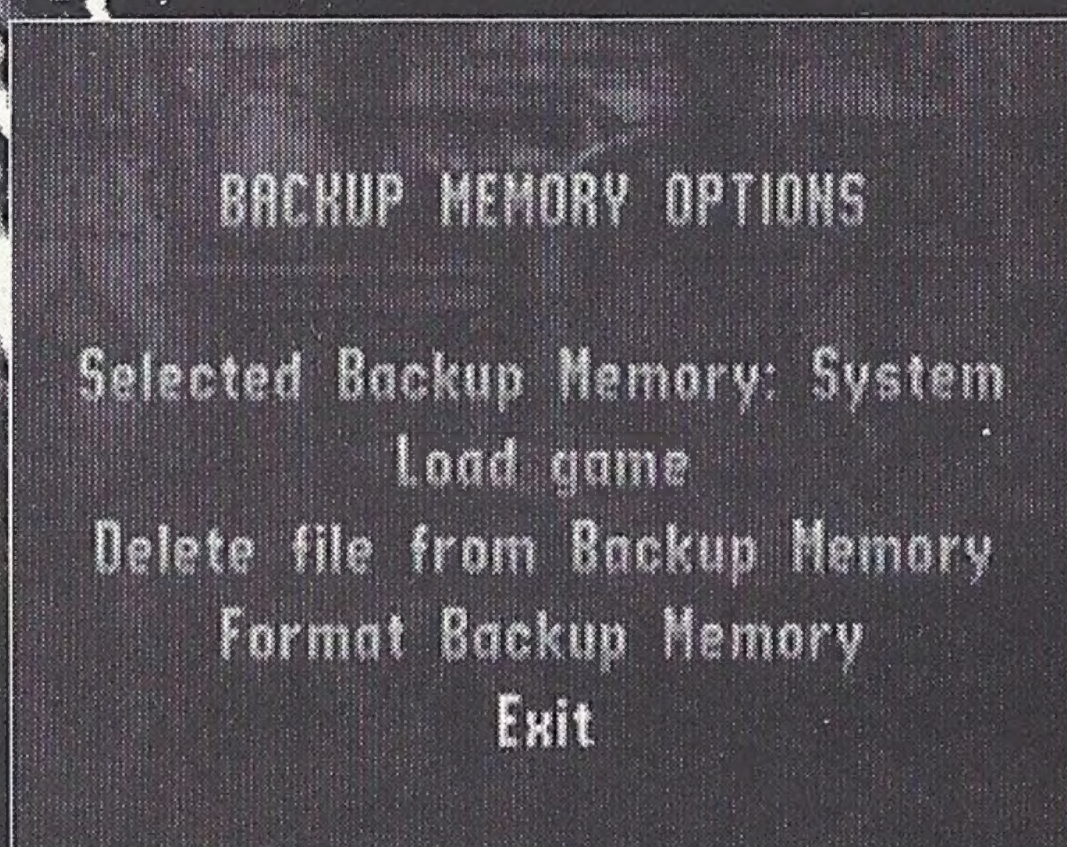 BACKUP MEMORY OPTIONS
Selected Backup Memory: System
Load game
Delete file from Backup Memory
Format Backup Memory
Exit